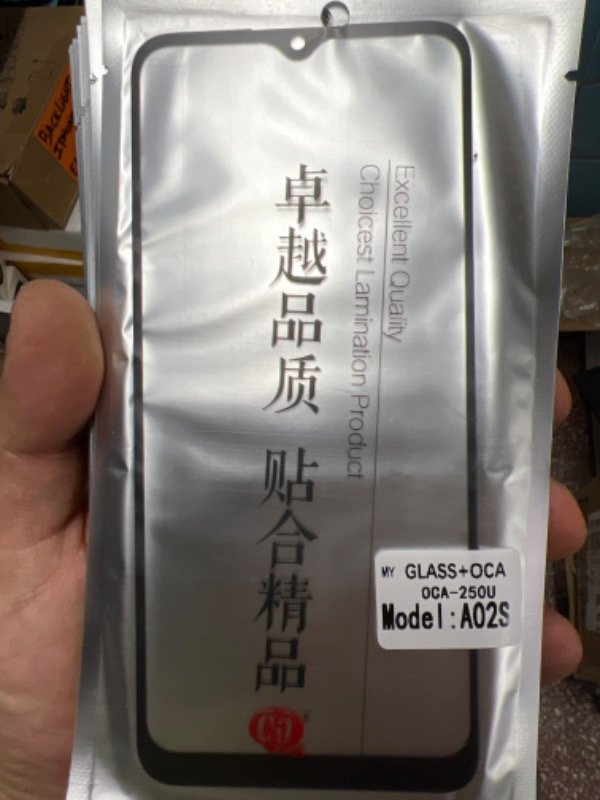 卓越品质 贴合精品
Excellent Quality
Choicest Lamination Product
MY GLASS+OCA
OCA-250U
Model:A02S
BACKLIGHT